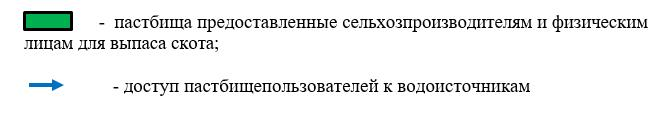 - пастбища предоставленные сельхозпроизводителям и физическим
лицам для выпаса скота;
- доступ пастбищепользователей к водоисточникам